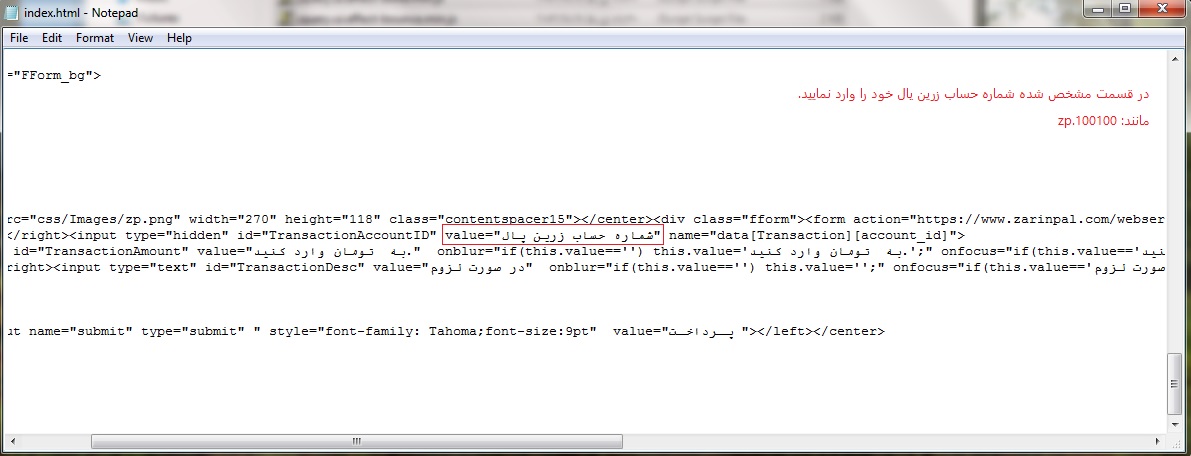 index.html - Notepad
File Edit Format View Help
="FForm_bg">
در قسمت مشخص شده شماره حساب زرین پال خود را وارد نمایید.
مانند: zp.100100
rc="css/Images/zp.png" width="270" height="118" class="contentspacer15"></center><div class="fform"><form action="https://www.zarinpal.com/webser
</right><input type="hidden" id="TransactionAccountID" value="شماره حساب زرین پال" name="data[Transaction][account_id]">
id="TransactionAmount" value="به تومان وارد کنید." onblur="if(this.value=='') this.value='به تومان وارد کنید.';" onfocus="if(this.value=='نید
right><input type="text" id="TransactionDesc" value="در صورت لزوم" onblur="if(this.value=='') this.value='';" onfocus="if(this.value=='صورت لزوم
ut name="submit" type="submit" " style="font-family: Tahoma;font-size:9pt" value="پـرداخـت "></left></center>